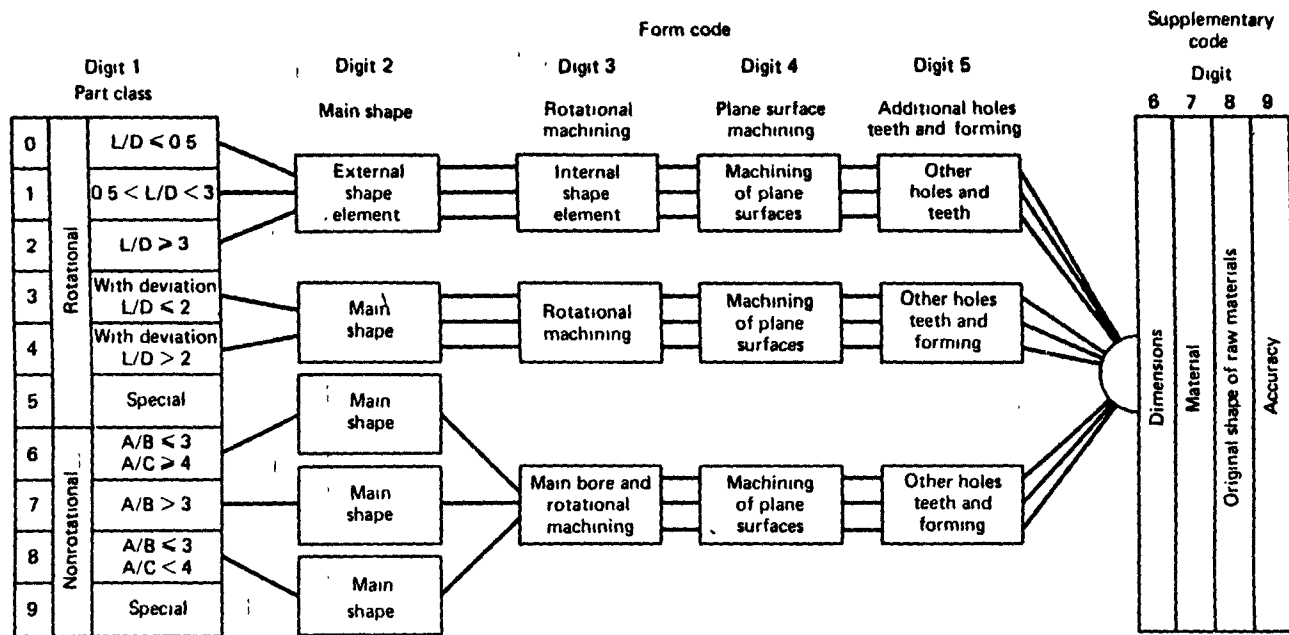 Form code
Supplementary
code
Digit 1
Part class
Digit 2
Main shape
Digit 3
Rotational
machining
Digit 4
Plane surface
machining
Digit 5
Additional holes
teeth and forming
Digit
6 7 8 9
0
1
2
3
4
5
6
7
8
9
Rotational
Nonrotational
L/D ⩽ 0 5
0 5 < L/D < 3
L/D ⩾ 3
With deviation
L/D ⩽ 2
With deviation
L/D > 2
Special
A/B ⩽ 3
A/C ⩾ 4
A/B > 3
A/B ⩽ 3
A/C < 4
Special
External
shape
element
Internal
shape
element
Machining
of plane
surfaces
Other
holes and
teeth
Main
shape
Rotational
machining
Machining
of plane
surfaces
Other holes
teeth and
forming
Main
shape
Main
shape
Main
shape
Main bore and
rotational
machining
Machining
of plane
surfaces
Other holes
teeth and
forming
Dimensions
Material
Original shape of raw materials
Accuracy